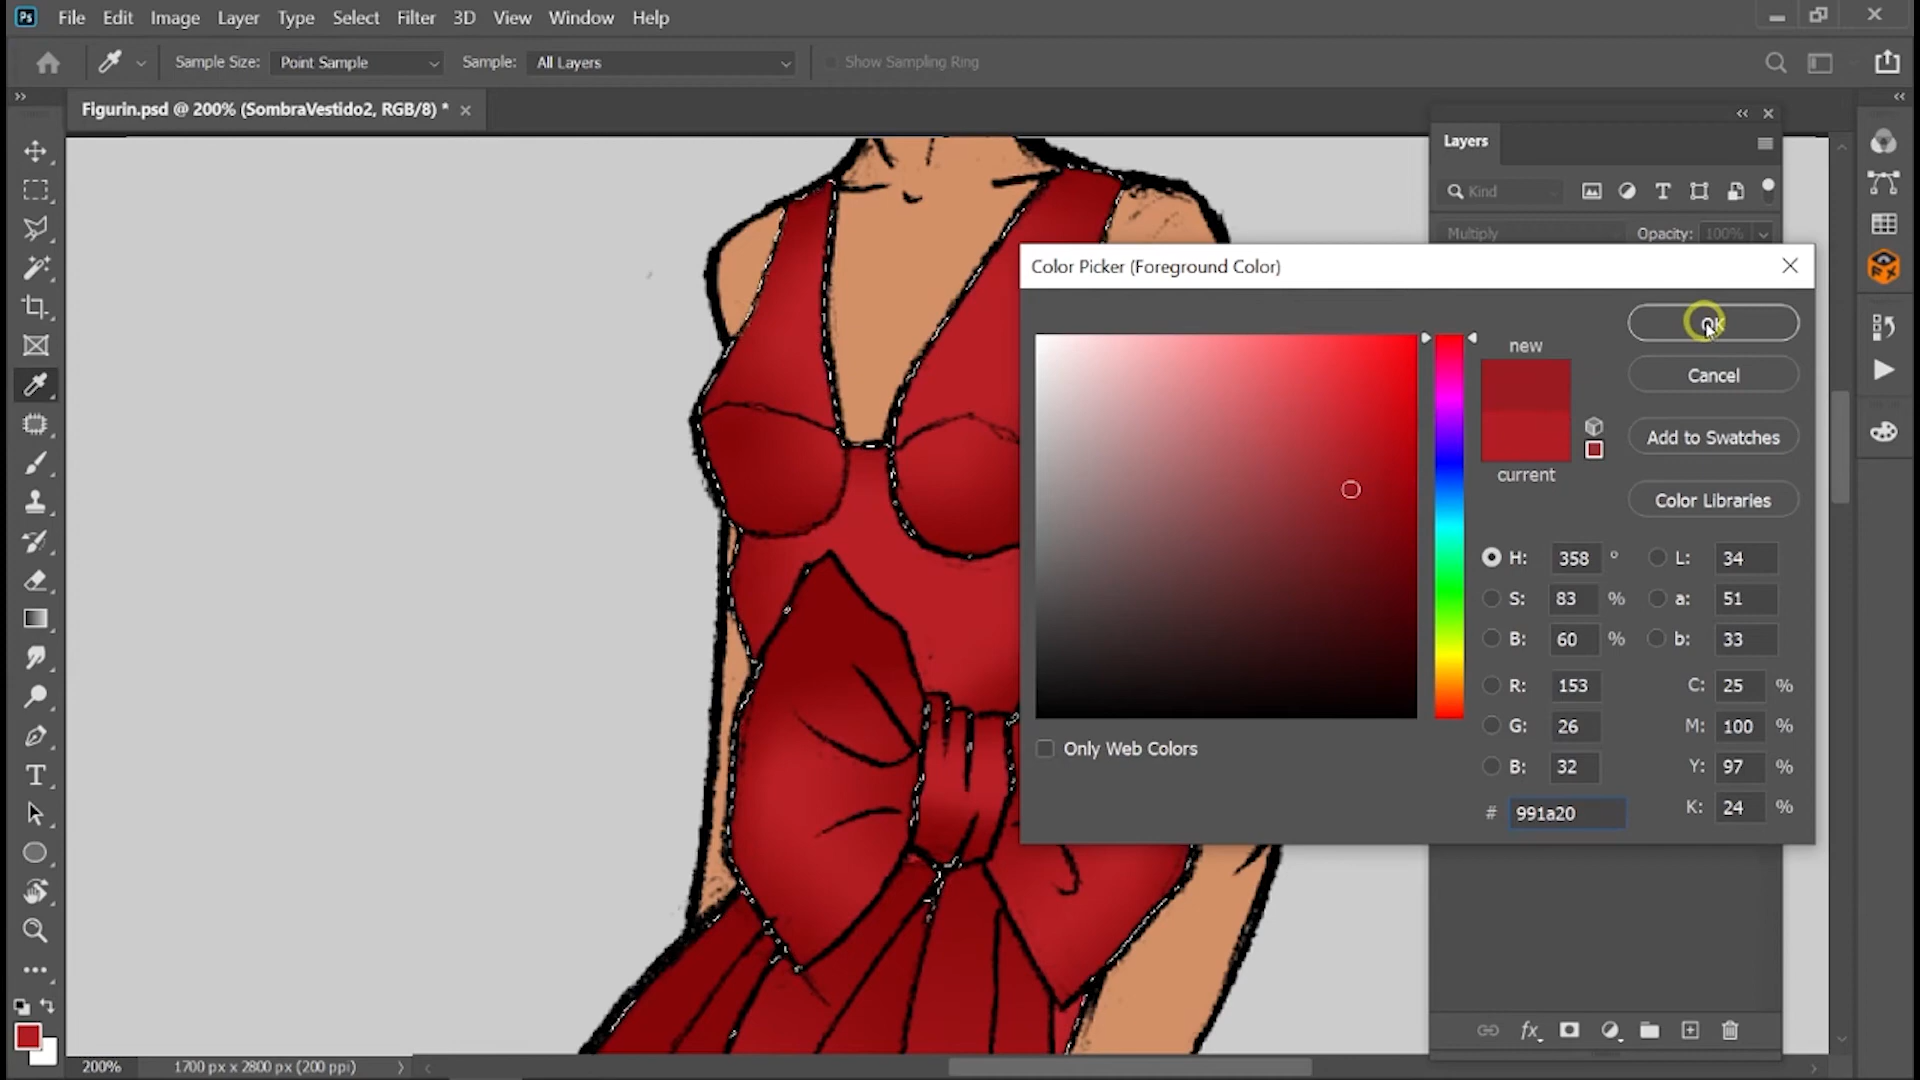 Ps File Edit Image Layer Type Select Filter 3D View Window Help
Sample Size: Point Sample Sample: All Layers Show Sampling Ring
Figurin.psd @ 200% (SombraVestido2, RGB/8) *
Layers
Kind
Multiply Opacity: 100%
Color Picker (Foreground Color)
OK
new
Cancel
Add to Swatches
current
Color Libraries
H: 358 ° L: 34
S: 83 % a: 51
B: 60 % b: 33
R: 153 C: 25 %
G: 26 M: 100 %
Only Web Colors
B: 32 Y: 97 %
# 991a20 K: 24 %
fx
200% 1700 px x 2800 px (200 ppi)